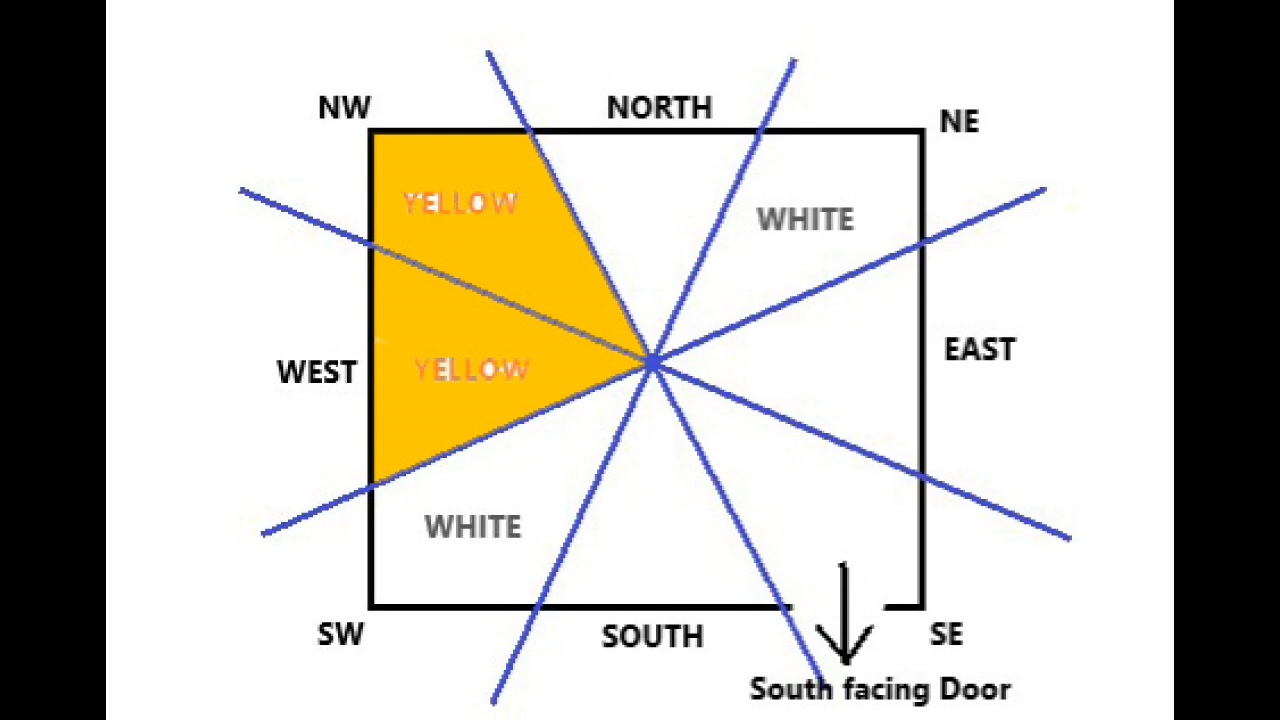 NW NORTH NE
YELLOW
WHITE
WEST YELLOW EAST
WHITE
SW SOUTH SE
South facing Door